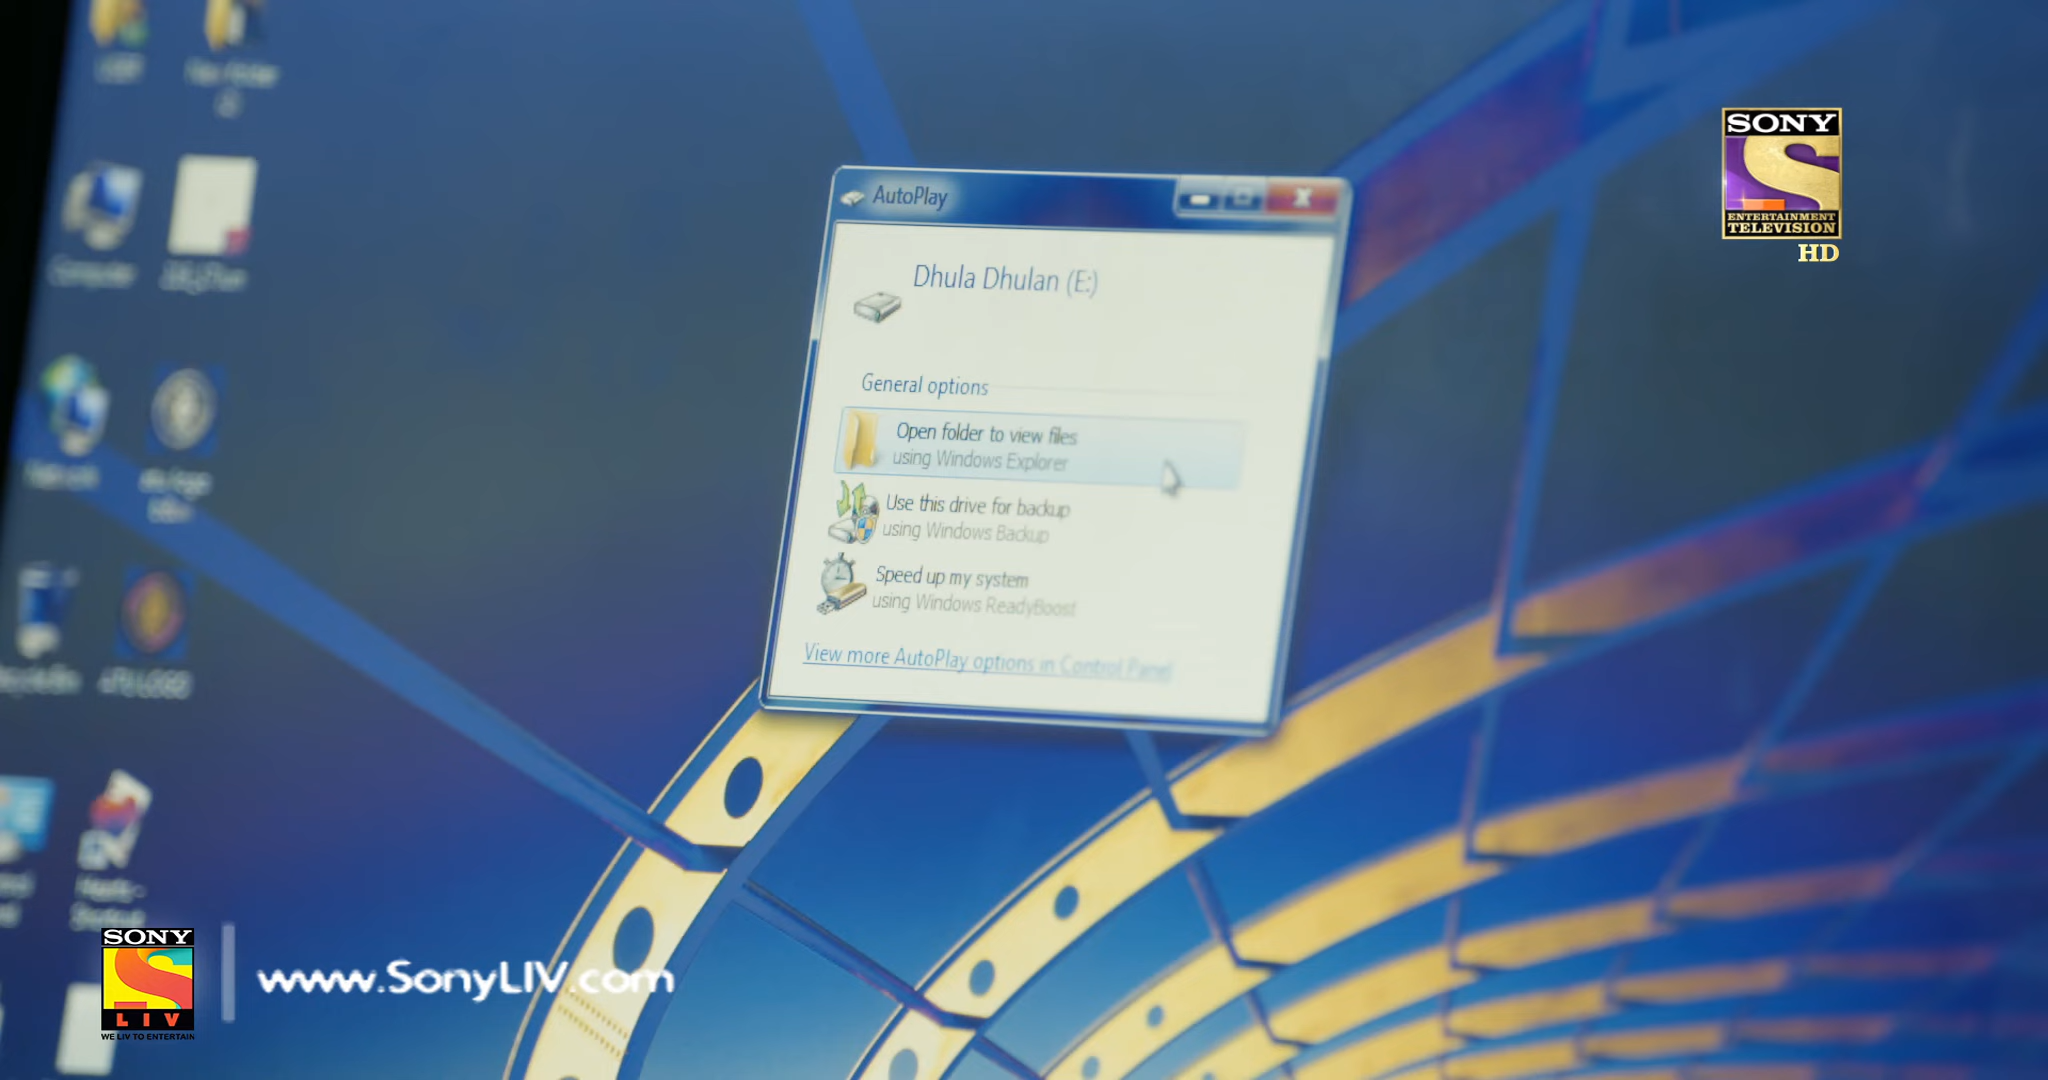 AutoPlay
Dhula Dhulan (E:)
General options
Open folder to view files
using Windows Explorer
Use this drive for backup
using Windows Backup
Speed up my system
using Windows ReadyBoost
View more AutoPlay options in Control Panel
Computer
SONY
ENTERTAINMENT
TELEVISION
HD
SONY
LIV
WE LIV TO ENTERTAIN
www.SonyLIV.com